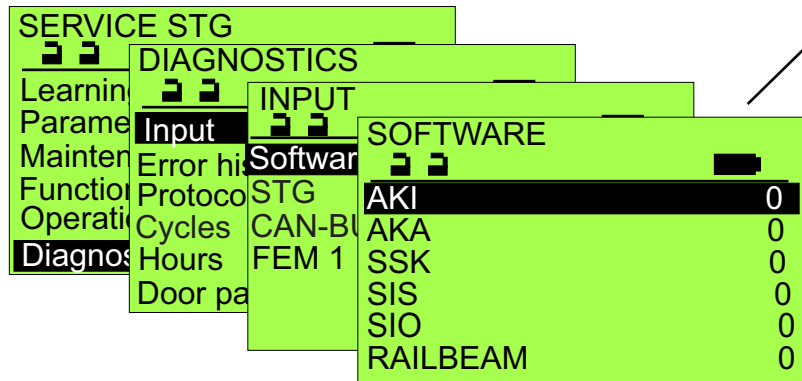 SERVICE STG
Learnin
Parame
Mainten
Function
Operati
Diagnos
DIAGNOSTICS
Input
Error his
Protoco
Cycles
Hours
Door pa
INPUT
Softwar
STG
CAN-BU
FEM 1
SOFTWARE
AKI 0
AKA 0
SSK 0
SIS 0
SIO 0
RAILBEAM 0